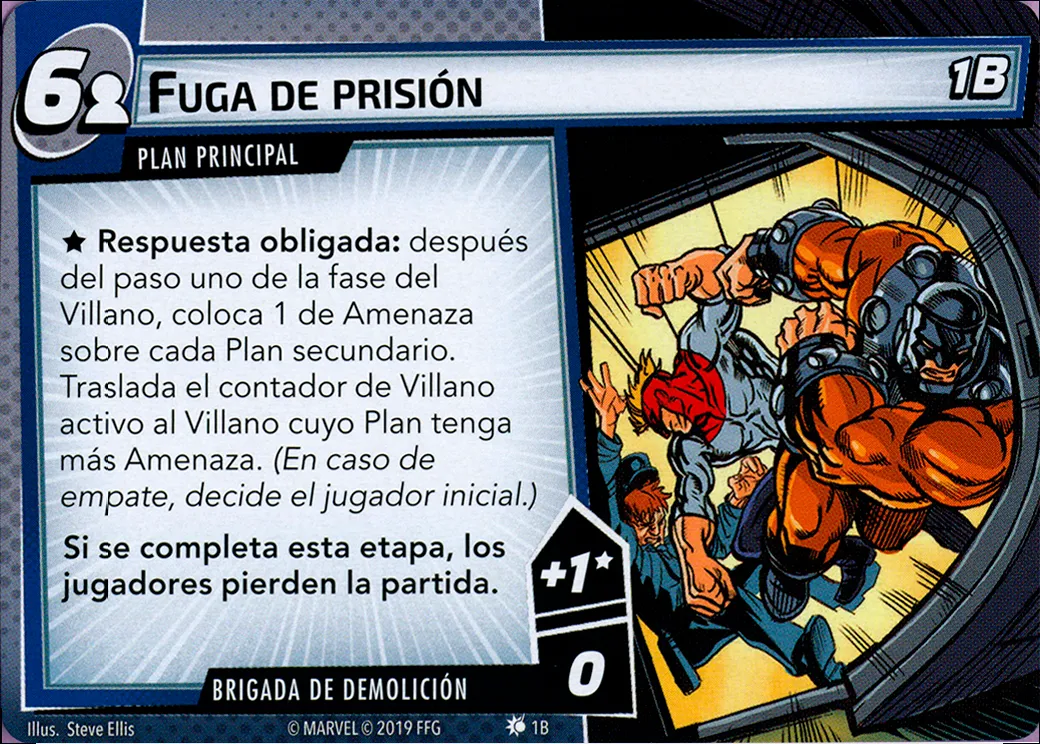 6
FUGA DE PRISIÓN
1B
PLAN PRINCIPAL
★ Respuesta obligada: después
del paso uno de la fase del
Villano, coloca 1 de Amenaza
sobre cada Plan secundario.
Traslada el contador de Villano
activo al Villano cuyo Plan tenga
más Amenaza. (En caso de
empate, decide el jugador inicial.)
Si se completa esta etapa, los
jugadores pierden la partida.
+1★
0
BRIGADA DE DEMOLICIÓN
Illus. Steve Ellis
© MARVEL © 2019 FFG
1B